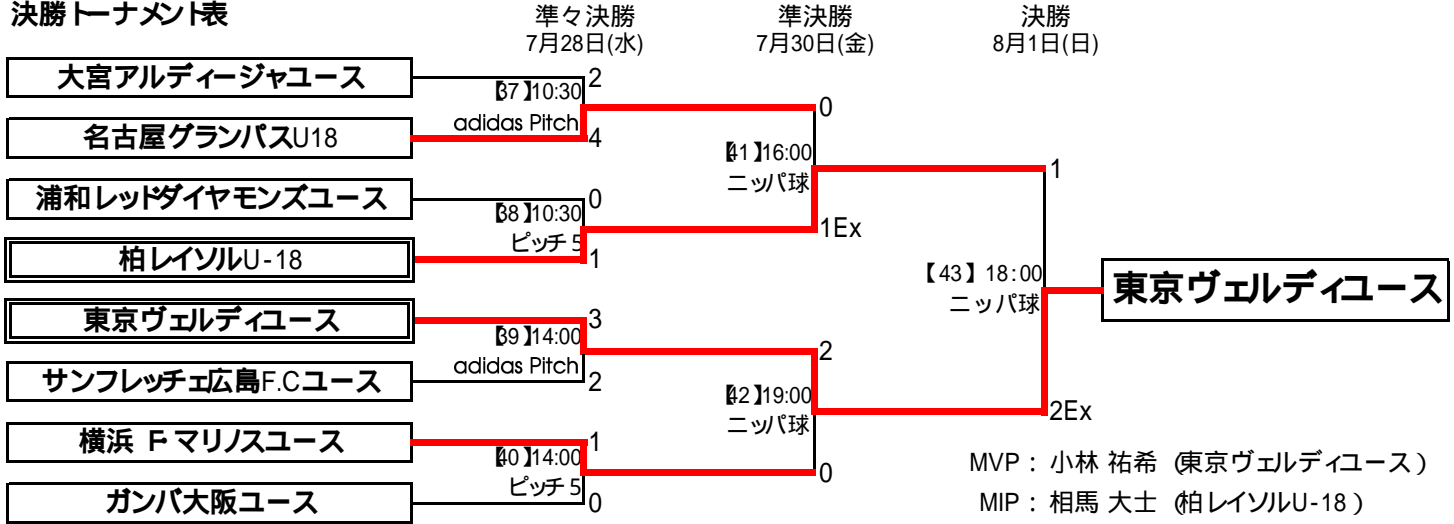 決勝トーナメント表
準々決勝 準決勝 決勝
7月28日(水) 7月30日(金) 8月1日(日)
大宮アルディージャユース 2
【37】10:30
adidas Pitch
名古屋グランパスU18 4
0
【41】16:00
ニッパ球
1
浦和レッドダイヤモンズユース 0
【38】10:30
ピッチ5
柏レイソルU-18 1
1Ex
【43】18:00
ニッパ球
東京ヴェルディユース
東京ヴェルディユース 3
【39】14:00
adidas Pitch
サンフレッチェ広島F.Cユース 2
2
【42】19:00
ニッパ球
2Ex
横浜 F・マリノスユース 1
【40】14:00
ピッチ5
ガンバ大阪ユース 0
0
MVP : 小林 祐希 (東京ヴェルディユース)
MIP : 相馬 大士 (柏レイソルU-18)